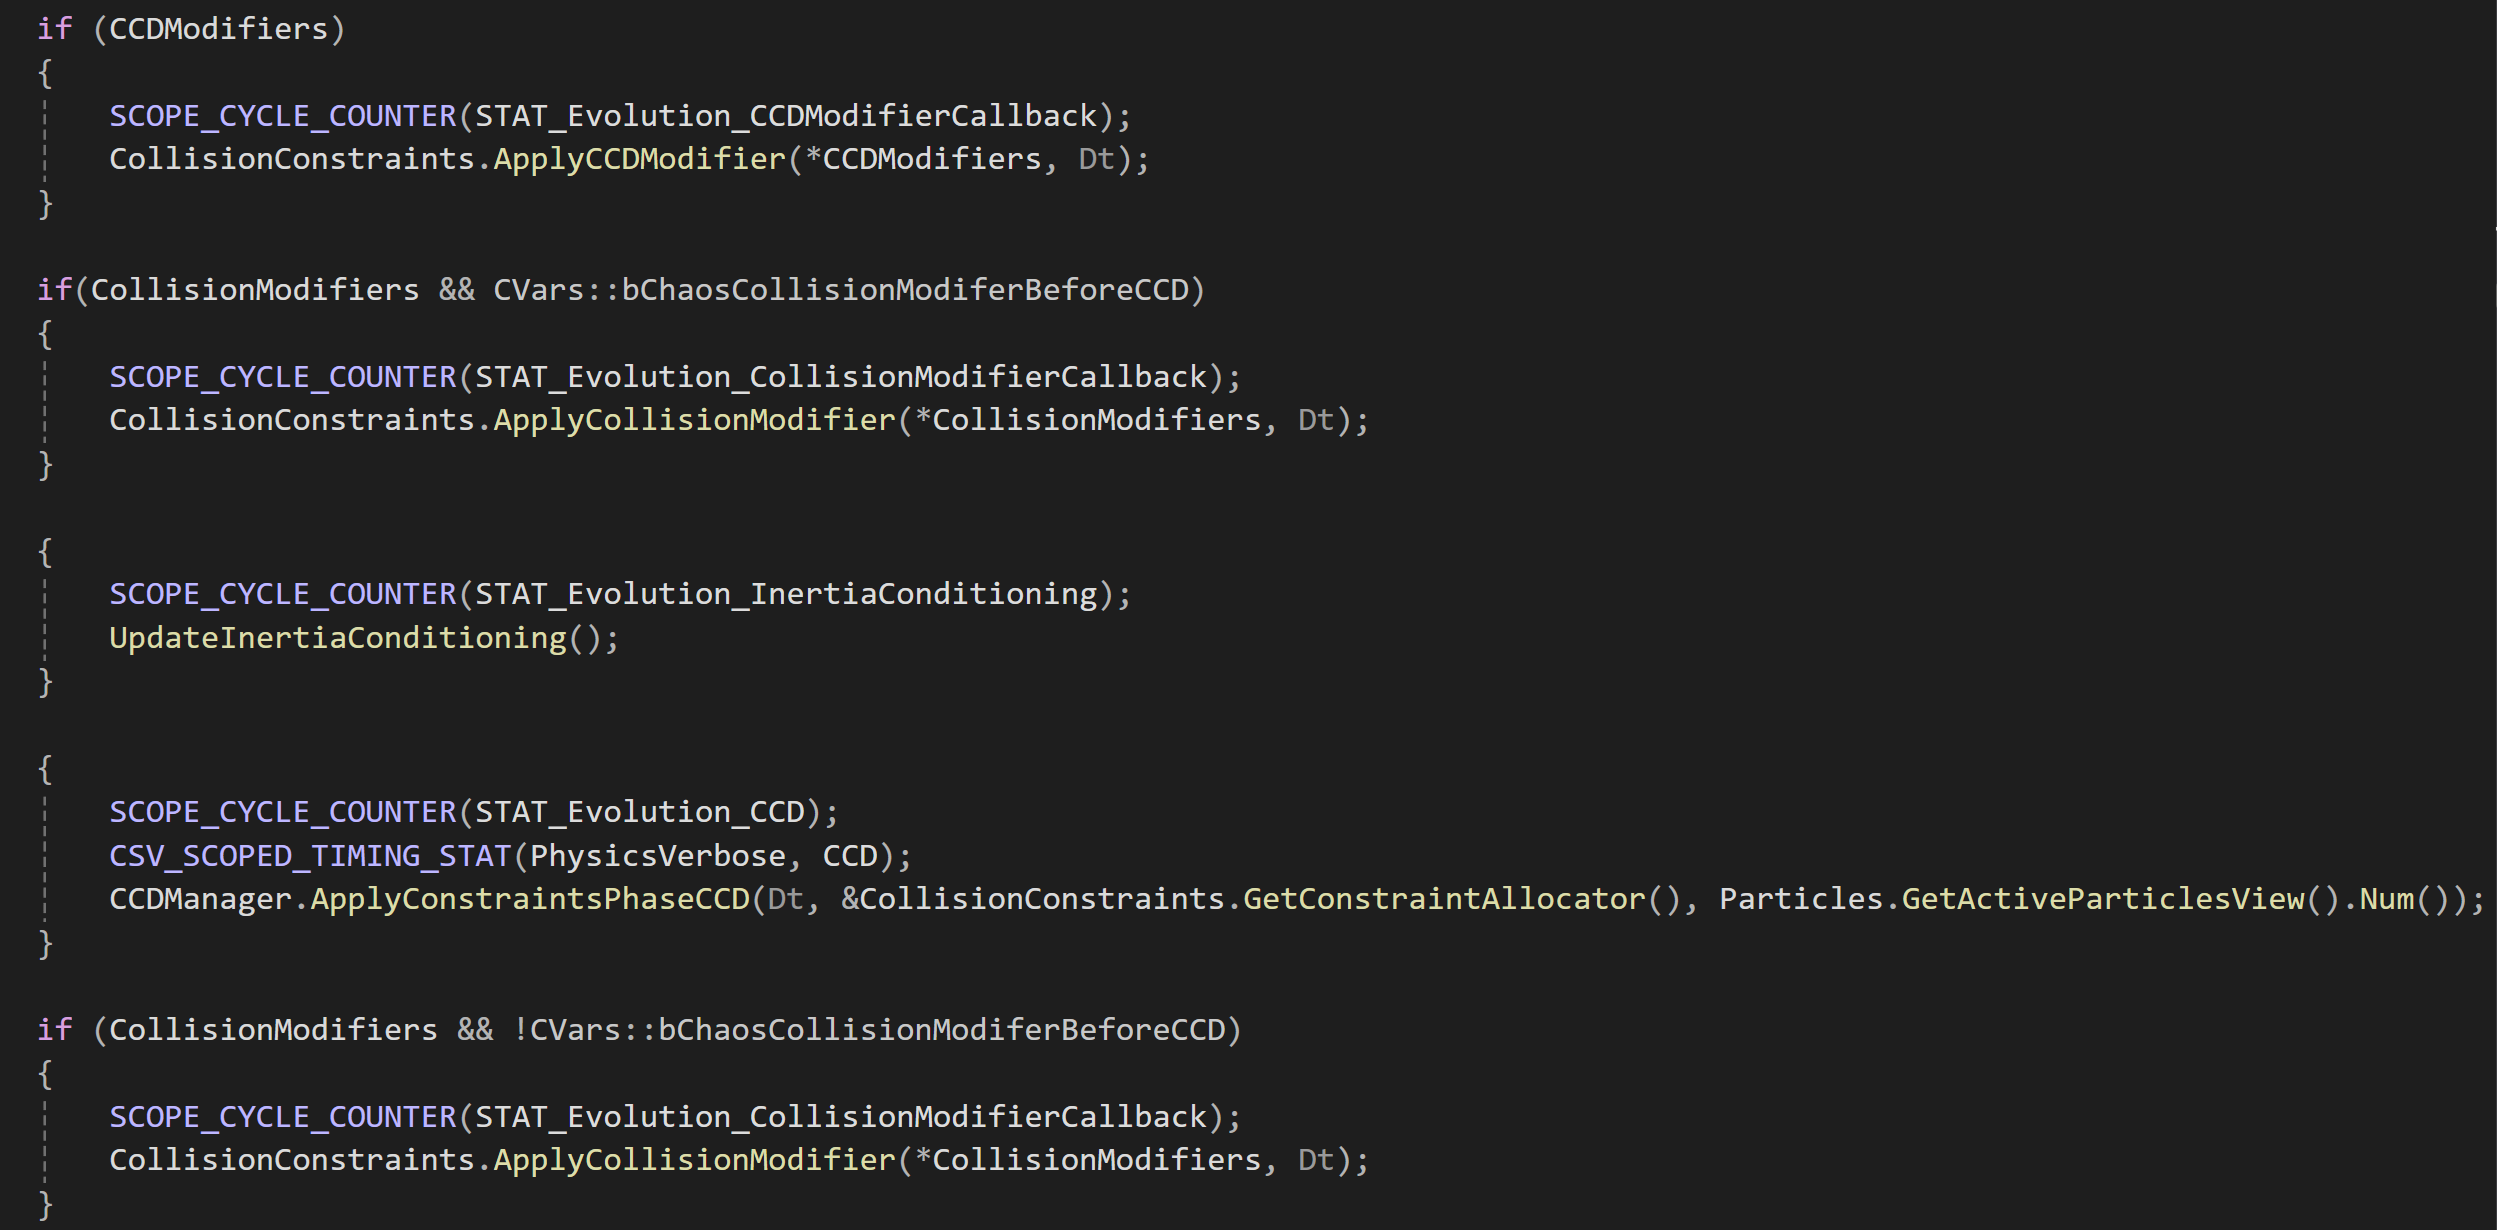 if (CCDModifiers)
{
    SCOPE_CYCLE_COUNTER(STAT_Evolution_CCDModifierCallback);
    CollisionConstraints.ApplyCCDModifier(*CCDModifiers, Dt);
}

if(CollisionModifiers && CVars::bChaosCollisionModiferBeforeCCD)
{
    SCOPE_CYCLE_COUNTER(STAT_Evolution_CollisionModifierCallback);
    CollisionConstraints.ApplyCollisionModifier(*CollisionModifiers, Dt);
}

{
    SCOPE_CYCLE_COUNTER(STAT_Evolution_InertiaConditioning);
    UpdateInertiaConditioning();
}

{
    SCOPE_CYCLE_COUNTER(STAT_Evolution_CCD);
    CSV_SCOPED_TIMING_STAT(PhysicsVerbose, CCD);
    CCDManager.ApplyConstraintsPhaseCCD(Dt, &CollisionConstraints.GetConstraintAllocator(), Particles.GetActiveParticlesView().Num());
}

if (CollisionModifiers && !CVars::bChaosCollisionModiferBeforeCCD)
{
    SCOPE_CYCLE_COUNTER(STAT_Evolution_CollisionModifierCallback);
    CollisionConstraints.ApplyCollisionModifier(*CollisionModifiers, Dt);
}